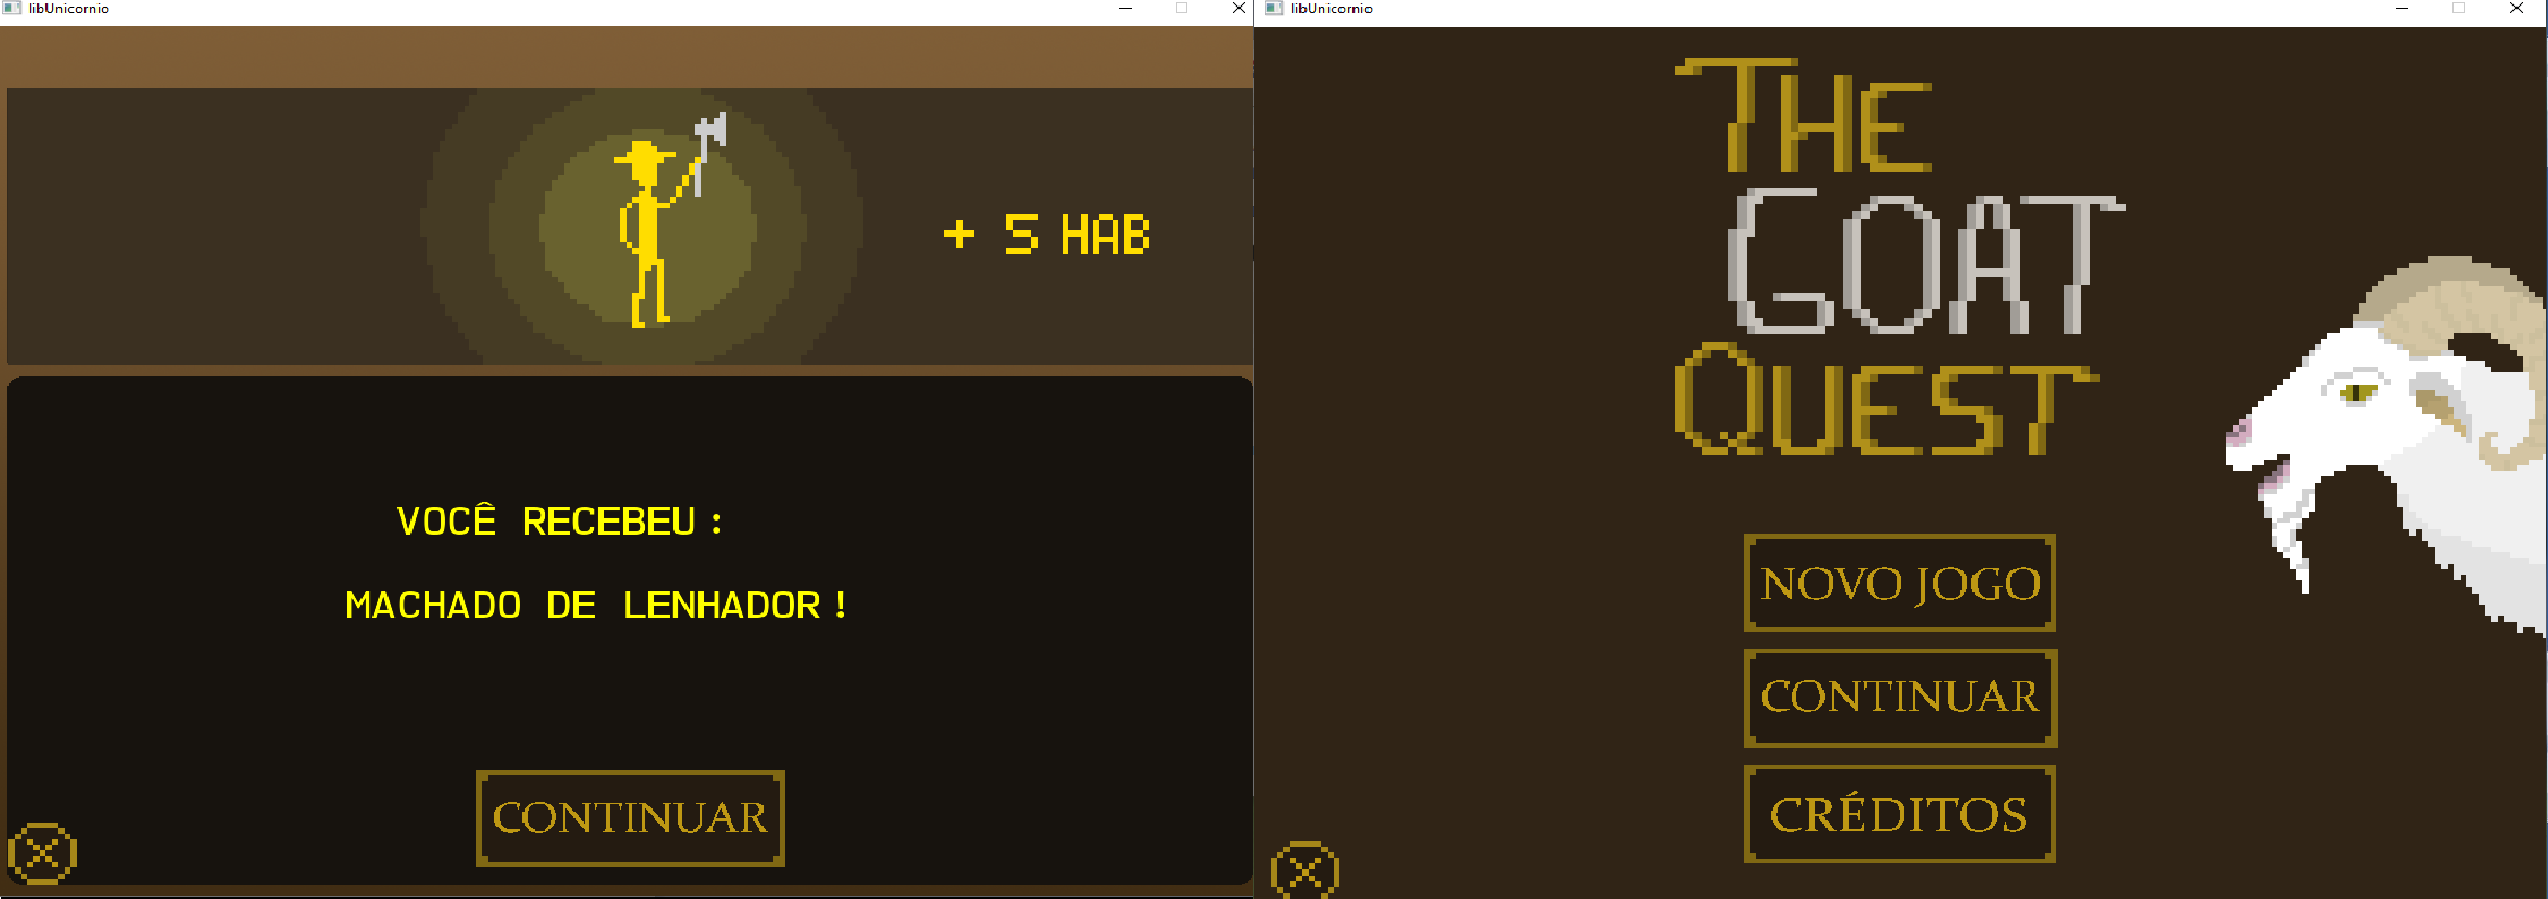 libUnicornio
+ 5 HAB
VOCÊ RECEBEU :
MACHADO DE LENHADOR !
CONTINUAR
libUnicornio
THE
GOAT
QUEST
NOVO JOGO
CONTINUAR
CRÉDITOS